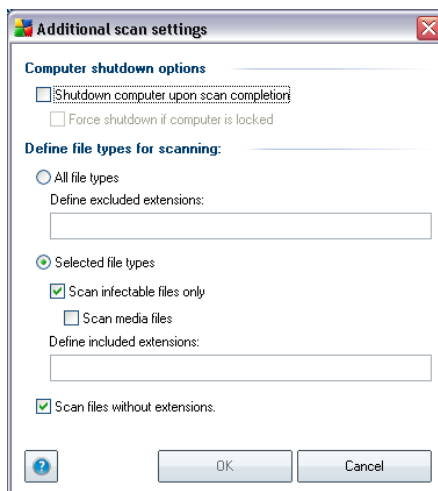 Additional scan settings
Computer shutdown options
Shutdown computer upon scan completion
Force shutdown if computer is locked
Define file types for scanning:
All file types
Define excluded extensions:
Selected file types
Scan infectable files only
Scan media files
Define included extensions:
Scan files without extensions.
?
OK
Cancel